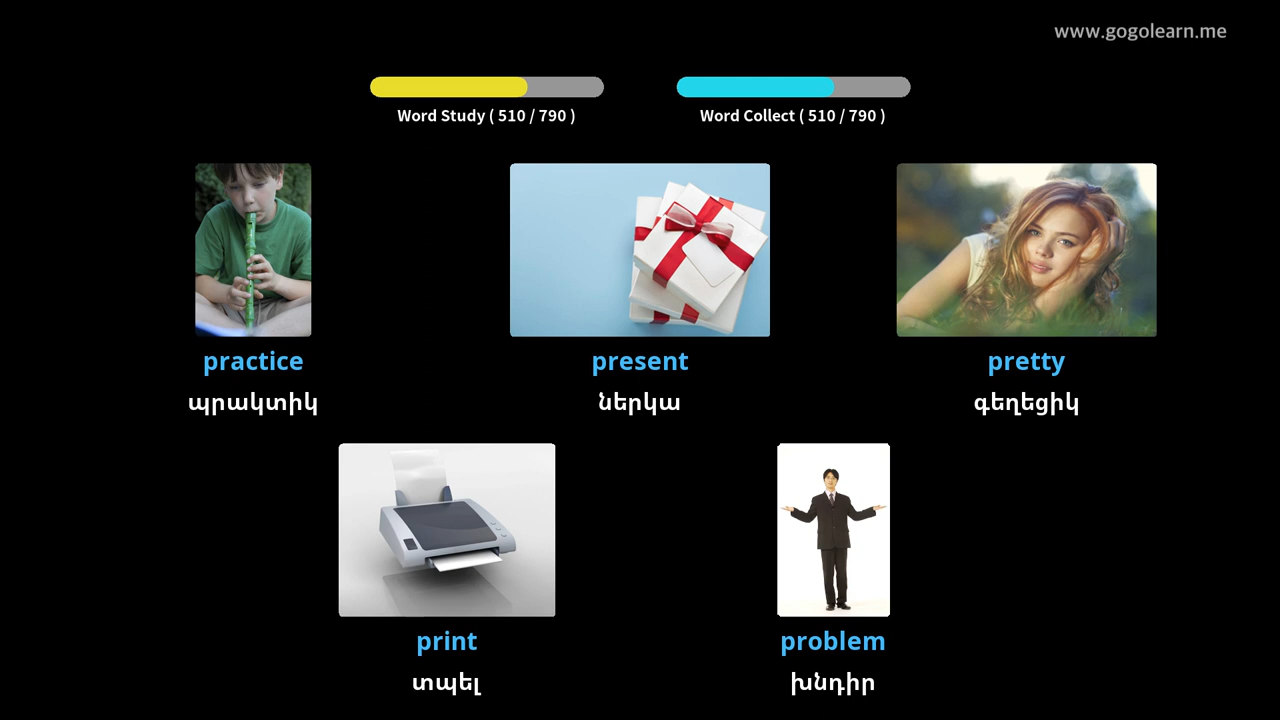 www.gogolearn.me
Word Study ( 510 / 790 )
Word Collect ( 510 / 790 )
practice
present
pretty
պրակտիկ
ներկա
գեղեցիկ
print
problem
տպել
խնդիր